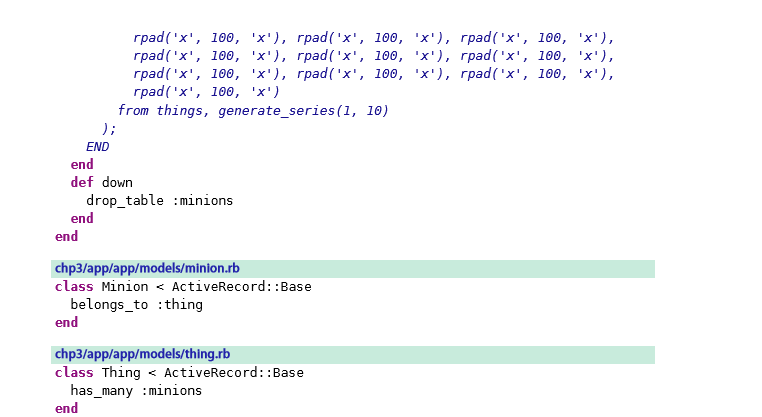 rpad('x', 100, 'x'), rpad('x', 100, 'x'), rpad('x', 100, 'x'),
rpad('x', 100, 'x'), rpad('x', 100, 'x'), rpad('x', 100, 'x'),
rpad('x', 100, 'x'), rpad('x', 100, 'x'), rpad('x', 100, 'x'),
rpad('x', 100, 'x')
from things, generate_series(1, 10)
);
END
end
def down
drop_table :minions
end
end
chp3/app/app/models/minion.rb
class Minion < ActiveRecord::Base
belongs_to :thing
end
chp3/app/app/models/thing.rb
class Thing < ActiveRecord::Base
has_many :minions
end